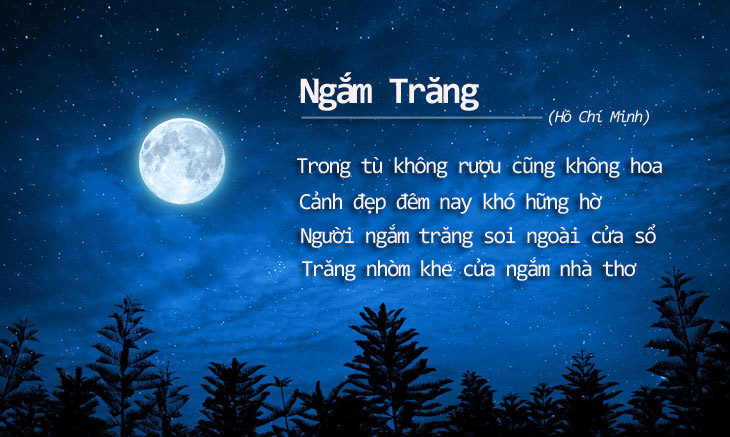 Ngắm Trăng
(Hồ Chí Minh)
Trong tù không rượu cũng không hoa
Cảnh đẹp đêm nay khó hững hờ
Người ngắm trăng soi ngoài cửa sổ
Trăng nhòm khe cửa ngắm nhà thơ